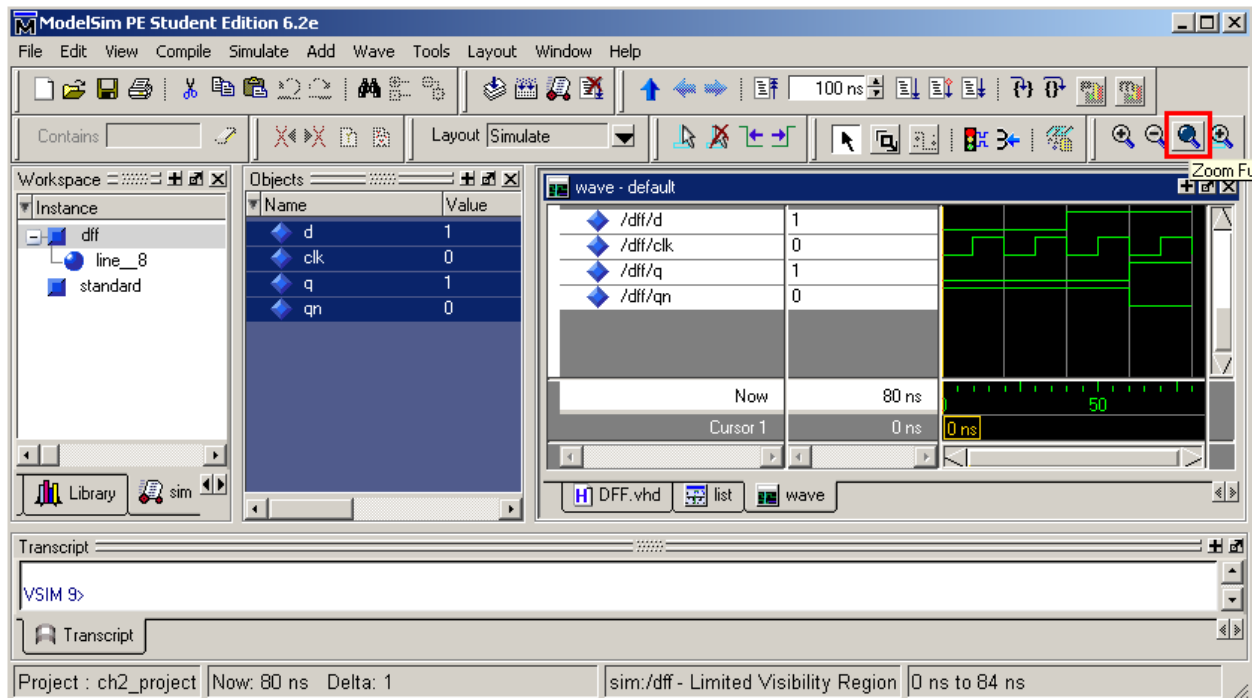 ModelSim PE Student Edition 6.2e
File Edit View Compile Simulate Add Wave Tools Layout Window Help
100 ns
Contains
Layout Simulate
Zoom Fu
Workspace
Instance
dff
line__8
standard
Library
sim
Objects
Name Value
d 1
clk 0
q 1
qn 0
wave - default
/dff/d 1
/dff/clk 0
/dff/q 1
/dff/qn 0
Now 80 ns
50
Cursor 1 0 ns
0 ns
DFF.vhd list wave
Transcript
VSIM 9>
Transcript
Project : ch2_project Now: 80 ns Delta: 1 sim:/dff - Limited Visibility Region 0 ns to 84 ns